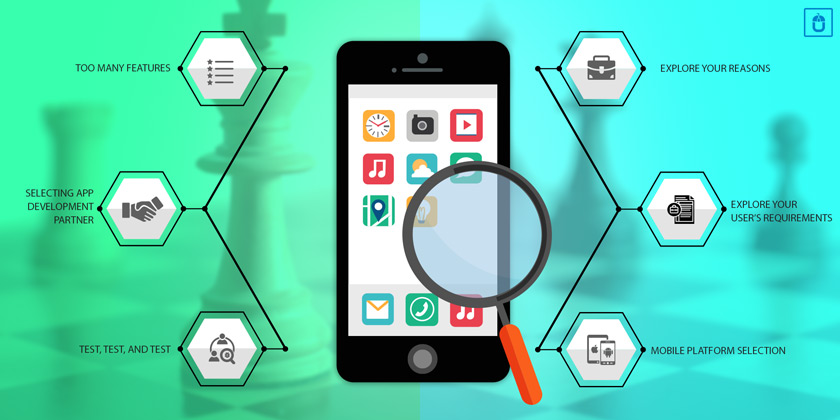 TOO MANY FEATURES
SELECTING APP
DEVELOPMENT
PARTNER
TEST, TEST, AND TEST
EXPLORE YOUR REASONS
EXPLORE YOUR
USER'S REQUIREMENTS
MOBILE PLATFORM SELECTION